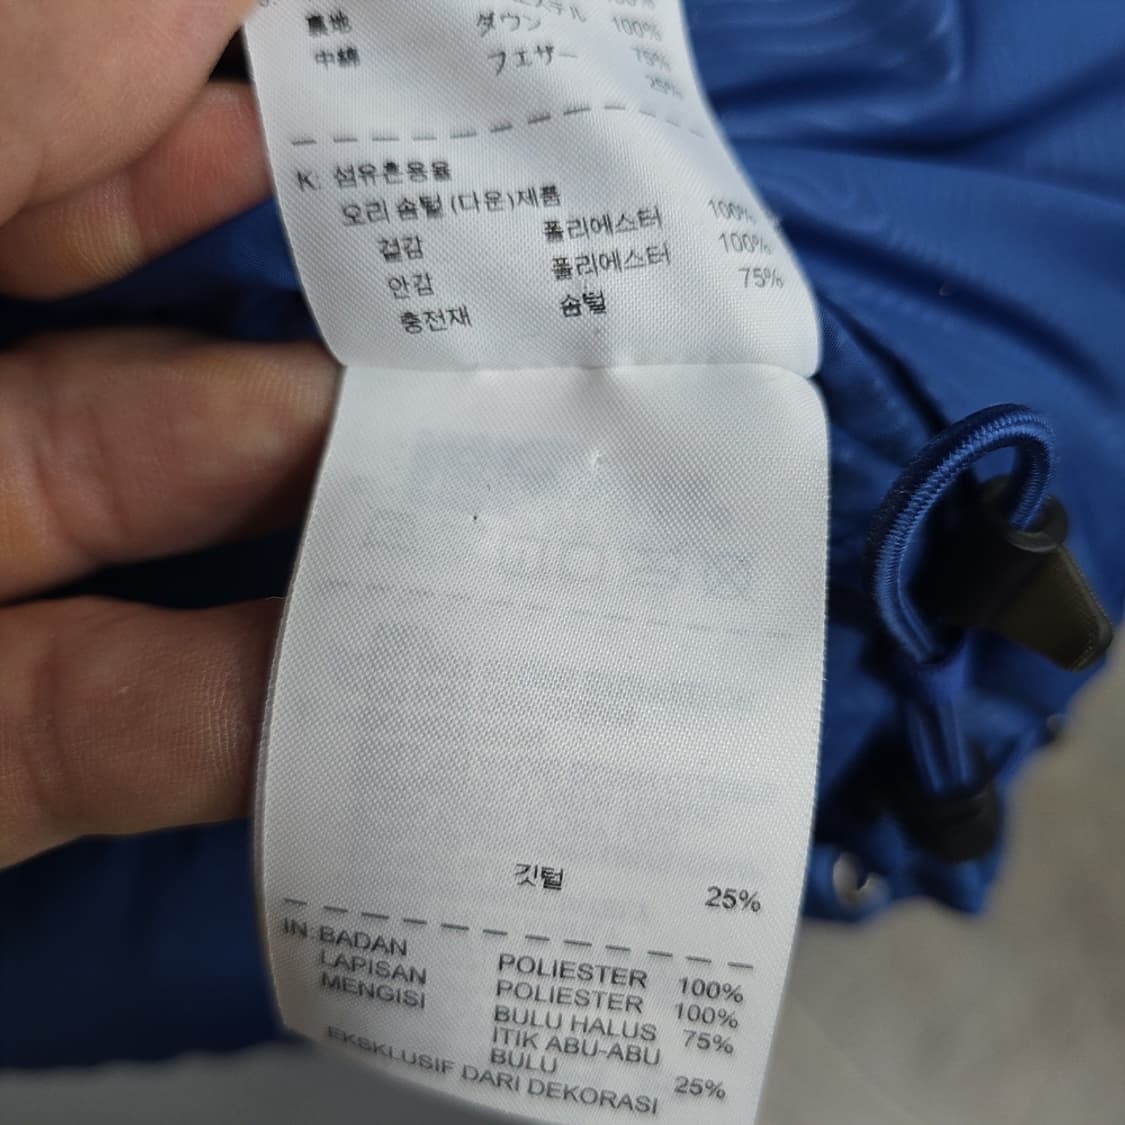 裏地 ダウン 100%
中綿 フェザー 75%
25%
K: 섬유혼용율
오리 솜털 (다운)제품
겉감 폴리에스터 100%
안감 폴리에스터 100%
충전재 솜털 75%
깃털 25%
IN: BADAN POLIESTER 100%
LAPISAN POLIESTER 100%
MENGISI BULU HALUS 75%
ITIK ABU-ABU
BULU 25%
EKSKLUSIF DARI DEKORASI